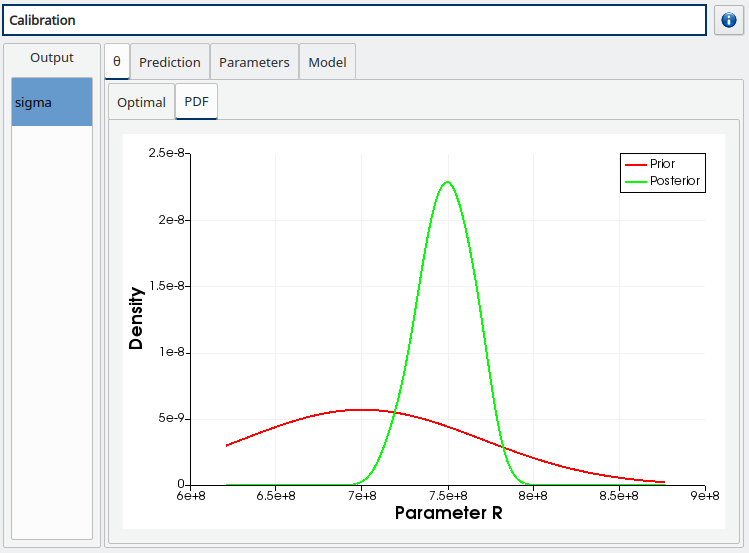 Calibration
Output
sigma
θ
Prediction
Parameters
Model
Optimal
PDF
Prior
Posterior
2.5e-8
2e-8
1.5e-8
1e-8
5e-9
0
Density
6e+8
6.5e+8
7e+8
7.5e+8
8e+8
8.5e+8
9e+8
Parameter R